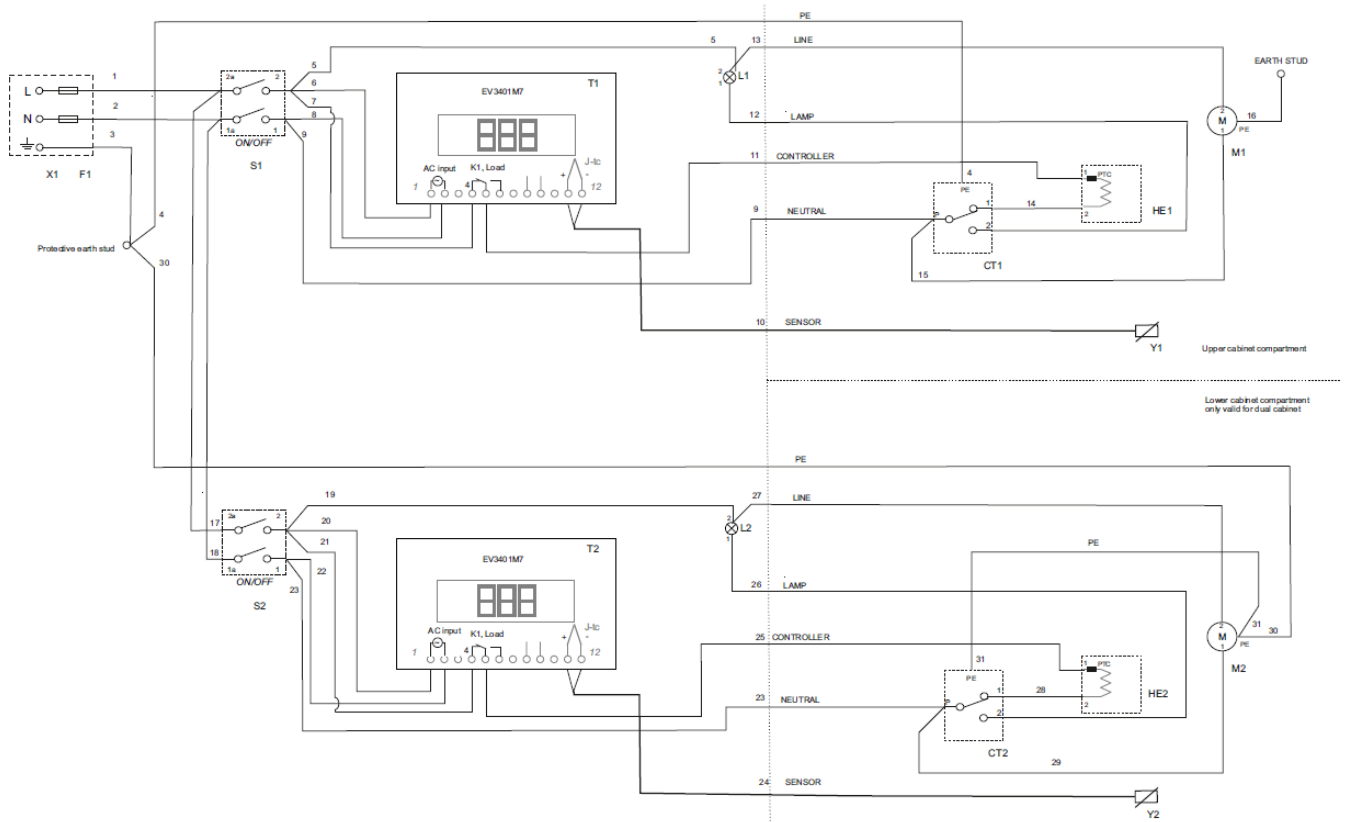 PE
5
13
LINE
L1
2
1
EARTH STUD
1
2
3
L
N
X1
F1
2a
2
1a
1
ON/OFF
S1
5
6
7
8
9
T1
EV3401M7
AC input
K1, Load
J-tc
+
-
1
4
12
12
LAMP
11
CONTROLLER
9
NEUTRAL
10
SENSOR
4
PE
1
2
CT1
14
15
1
PTC
2
HE1
2
M
1
PE
16
M1
Y1
Upper cabinet compartment
4
Protective earth stud
30
Lower cabinet compartment
only valid for dual cabinet
PE
17
18
2a
2
1a
1
ON/OFF
S2
19
20
21
22
23
T2
EV3401M7
AC input
K1, Load
J-tc
+
-
1
4
12
27
LINE
2
1
L2
26
LAMP
25
CONTROLLER
23
NEUTRAL
24
SENSOR
PE
31
PE
1
2
CT2
28
29
1
PTC
2
HE2
2
M
1
PE
31
30
M2
Y2